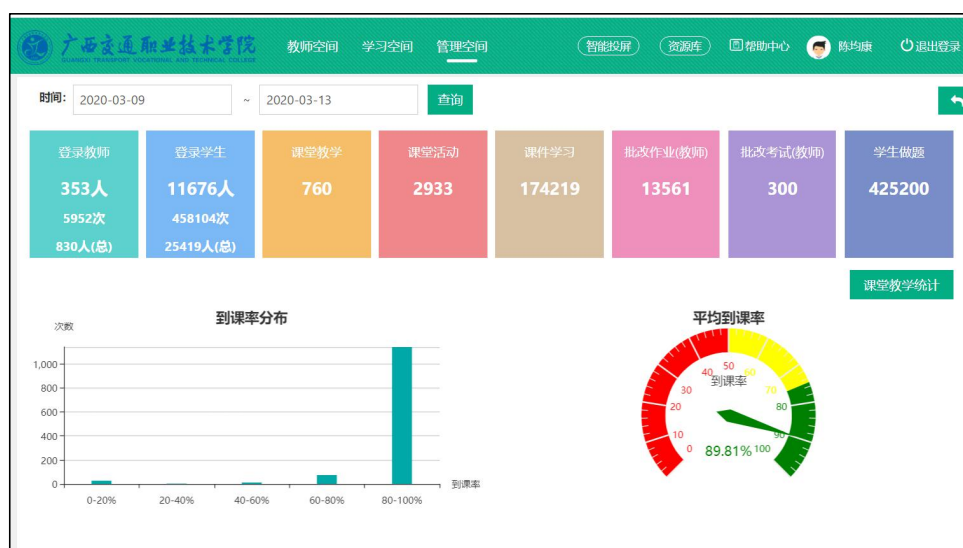 广西交通职业技术学院
GUANGXI TRANSPORT VOCATIONAL AND TECHNICAL COLLEGE
教师空间 学习空间 管理空间 智能投屏 资源库 帮助中心 陈均康 退出登录
时间: 2020-03-09 ~ 2020-03-13 查询
登录教师 登录学生 课堂教学 课堂活动 课件学习 批改作业(教师) 批改考试(教师) 学生做题
353人 11676人 760 2933 174219 13561 300 425200
5952次 458104次
830人(总) 25419人(总)
课堂教学统计
到课率分布
次数
1,000
800
600
400
200
0
0-20% 20-40% 40-60% 60-80% 80-100% 到课率
平均到课率
0 10 20 30 40 50 60 70 80 90 100
到课率
89.81%